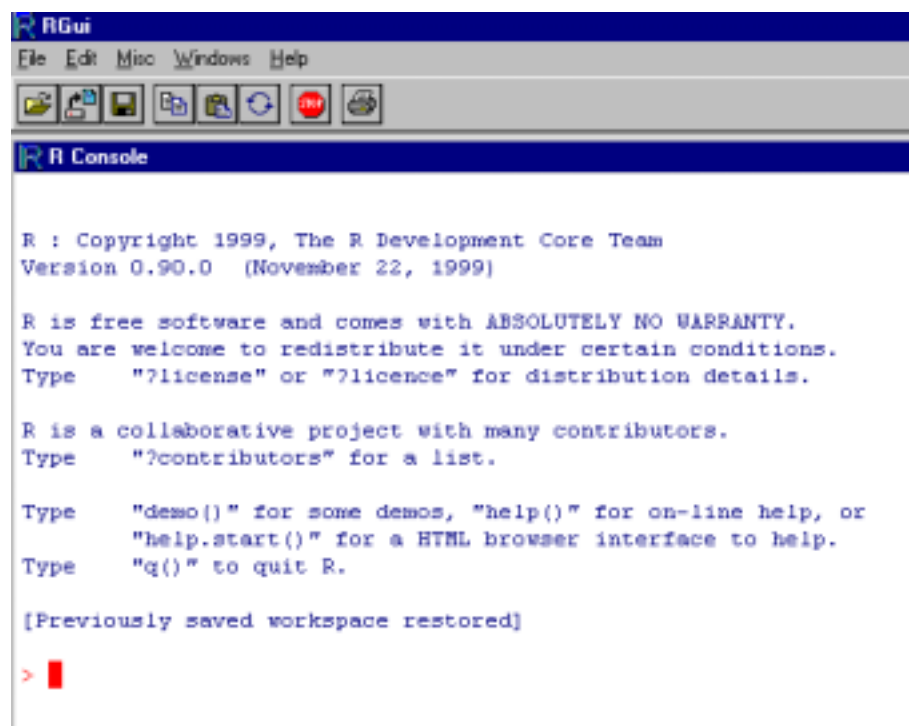 RGui
File Edit Misc Windows Help
STOP
R Console
R : Copyright 1999, The R Development Core Team
Version 0.90.0  (November 22, 1999)
R is free software and comes with ABSOLUTELY NO WARRANTY.
You are welcome to redistribute it under certain conditions.
Type    "?license" or "?licence" for distribution details.
R is a collaborative project with many contributors.
Type    "?contributors" for a list.
Type    "demo()" for some demos, "help()" for on-line help, or
        "help.start()" for a HTML browser interface to help.
Type    "q()" to quit R.
[Previously saved workspace restored]
>